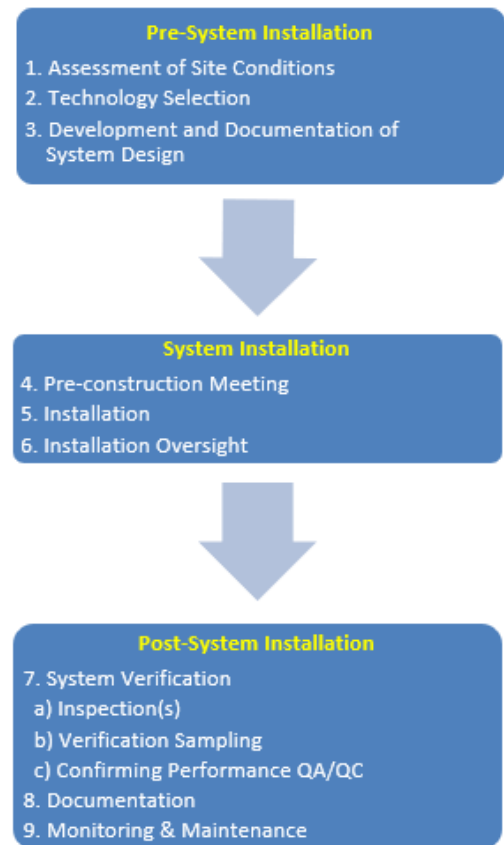 Pre-System Installation
1. Assessment of Site Conditions
2. Technology Selection
3. Development and Documentation of
System Design
System Installation
4. Pre-construction Meeting
5. Installation
6. Installation Oversight
Post-System Installation
7. System Verification
a) Inspection(s)
b) Verification Sampling
c) Confirming Performance QA/QC
8. Documentation
9. Monitoring & Maintenance